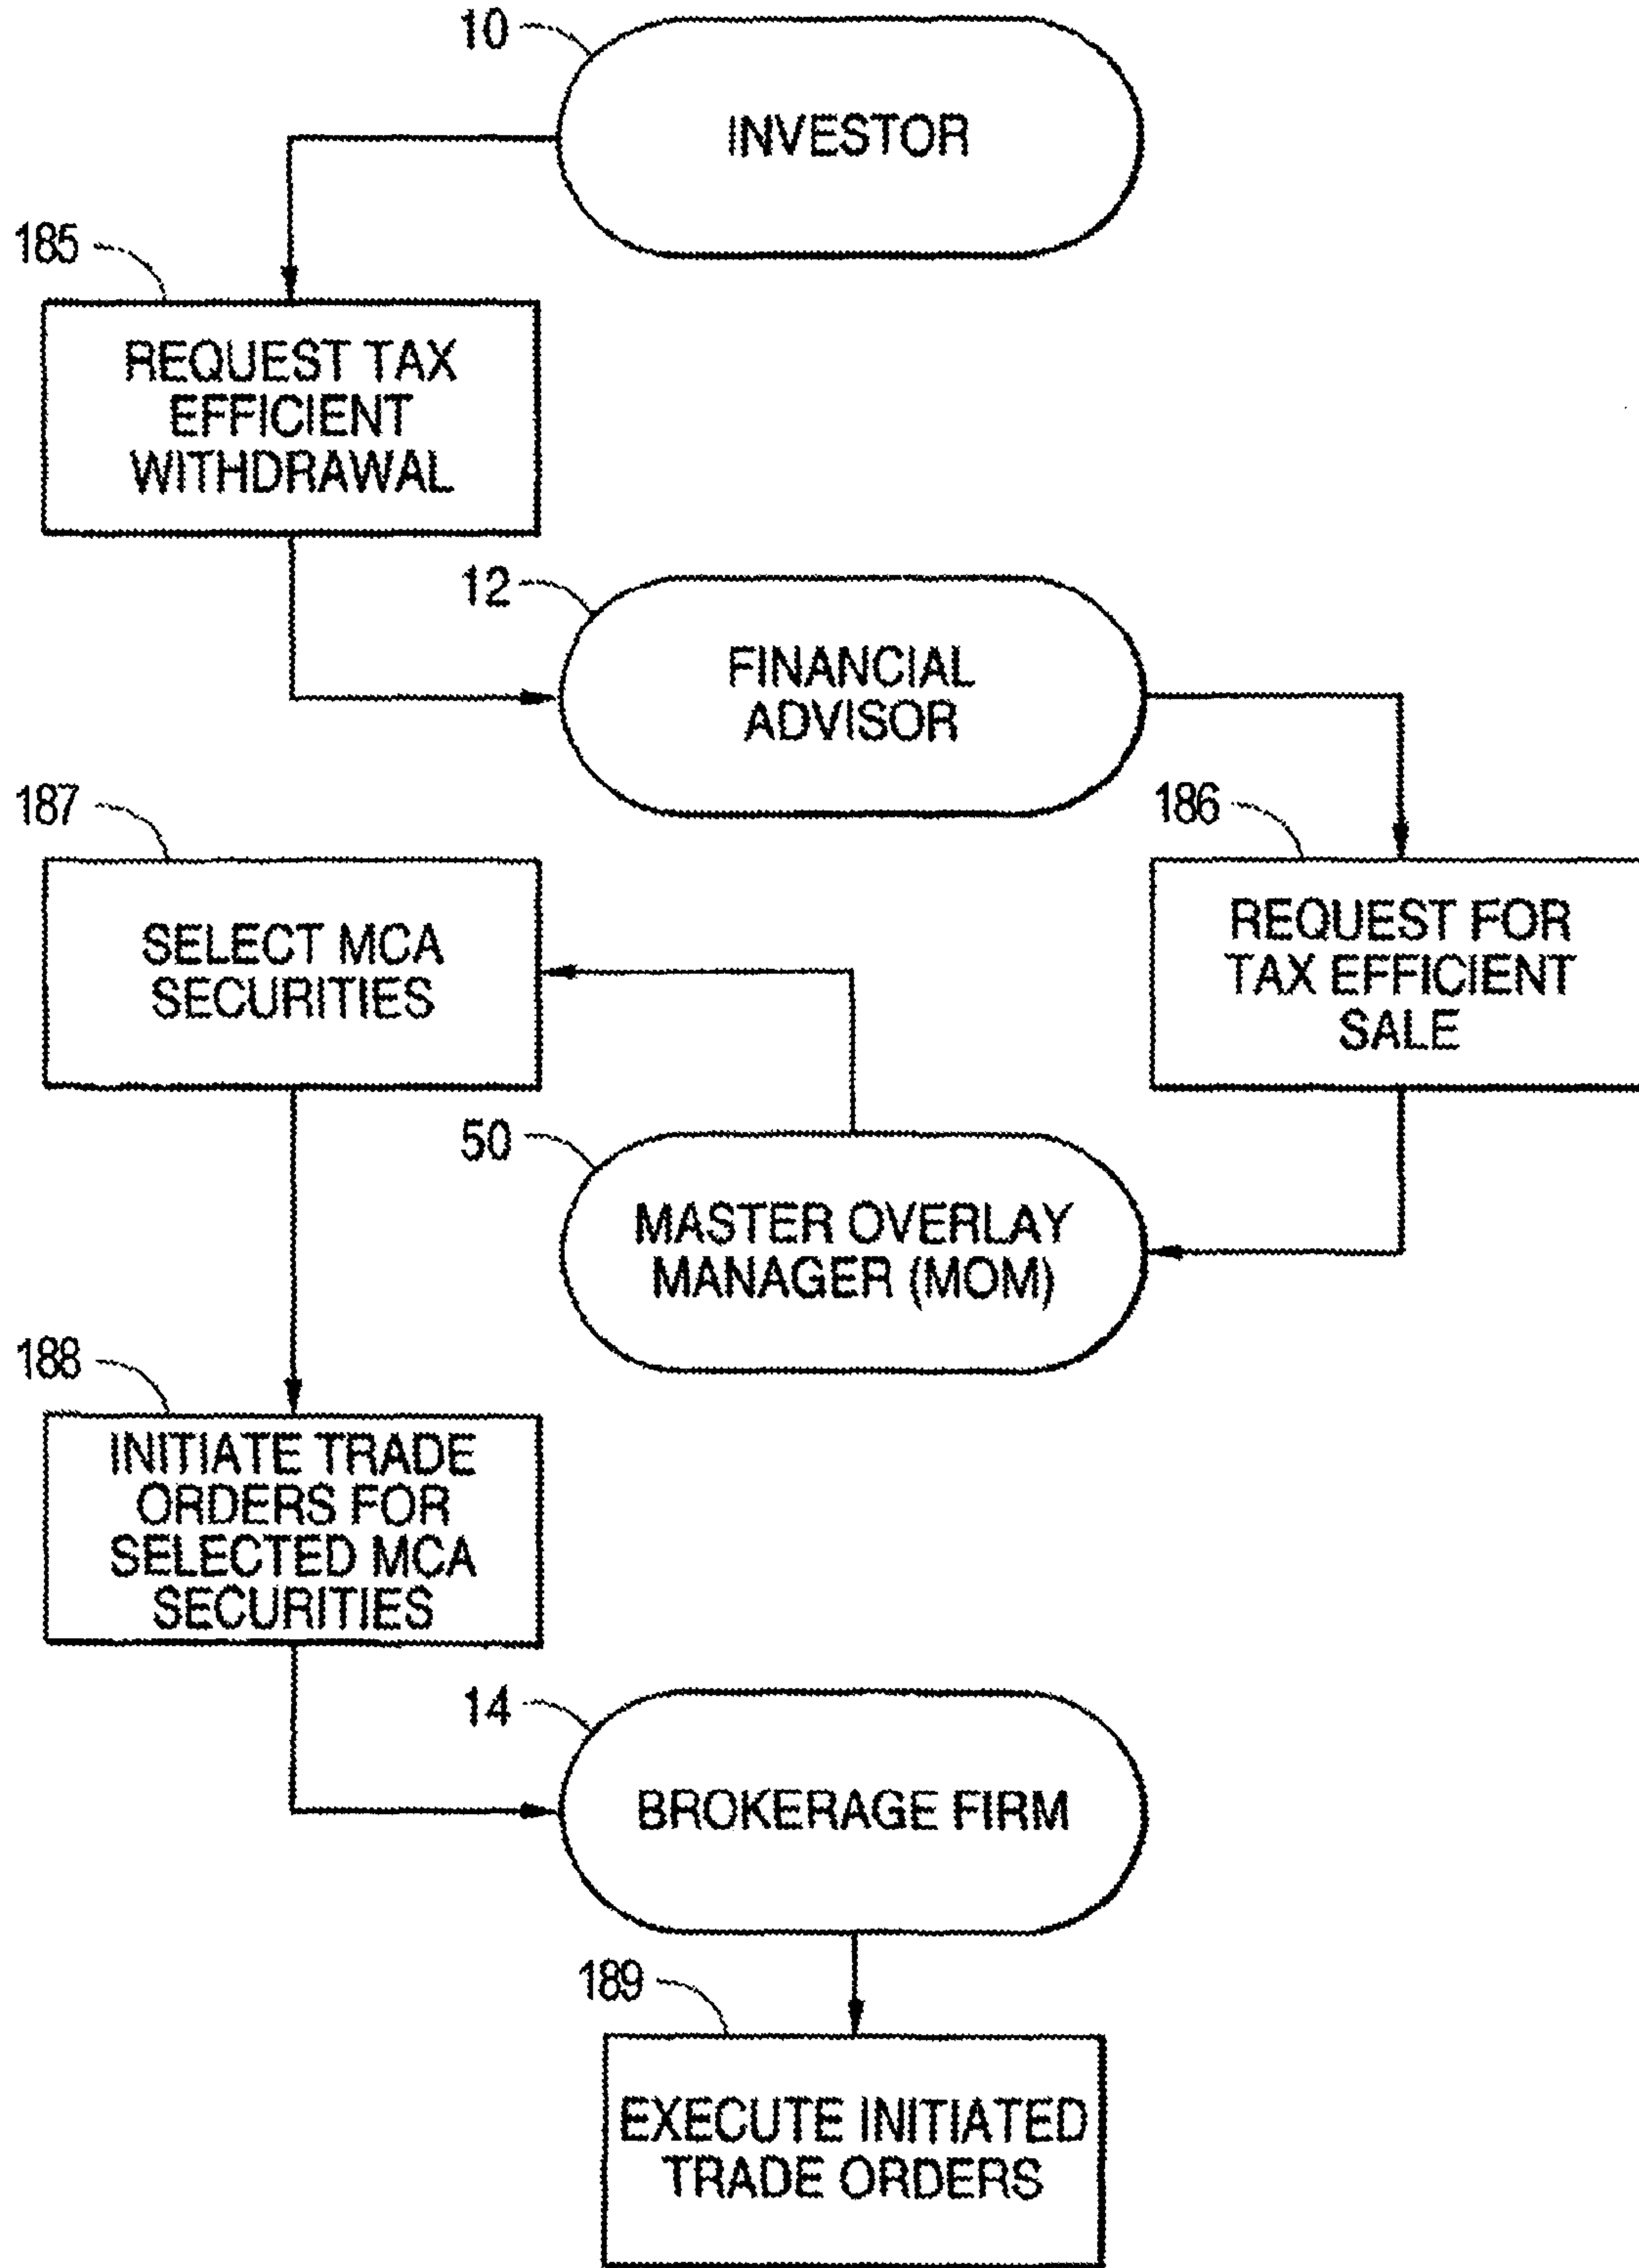 10
INVESTOR
185
REQUEST TAX
EFFICIENT
WITHDRAWAL
12
FINANCIAL
ADVISOR
187
SELECT MCA
SECURITIES
186
REQUEST FOR
TAX EFFICIENT
SALE
50
MASTER OVERLAY
MANAGER (MOM)
188
INITIATE TRADE
ORDERS FOR
SELECTED MCA
SECURITIES
14
BROKERAGE FIRM
189
EXECUTE INITIATED
TRADE ORDERS